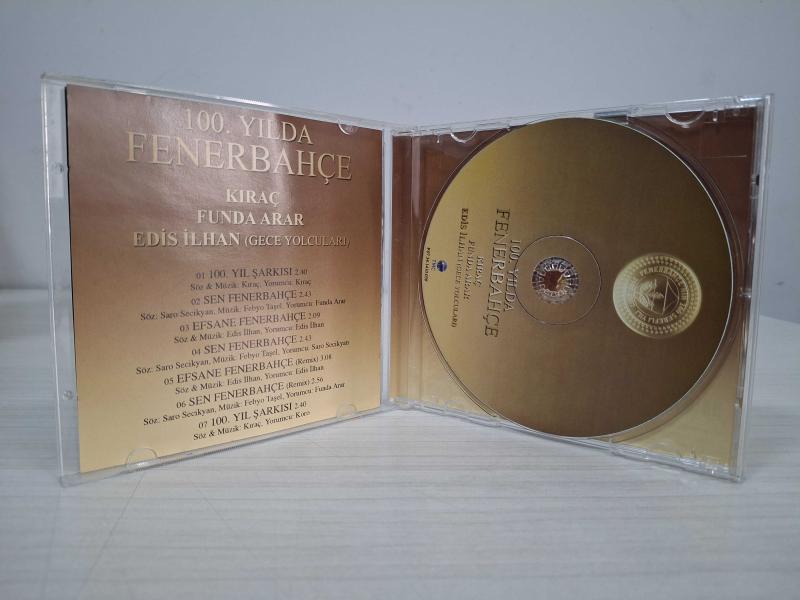 100. YILDA
FENERBAHÇE
KIRAÇ
FUNDA ARAR
EDİS İLHAN (GECE YOLCULARI)
01 100. YIL ŞARKISI 2.40
Söz & Müzik: Kıraç, Yorumcu: Kıraç
02 SEN FENERBAHÇE 2.43
Söz: Saro Secikyan, Müzik: Febyo Taşel, Yorumcu: Funda Arar
03 EFSANE FENERBAHÇE 2.09
Söz & Müzik: Edis İlhan, Yorumcu: Edis İlhan
04 SEN FENERBAHÇE 2.43
Söz: Saro Secikyan, Müzik: Febyo Taşel, Yorumcu: Saro Secikyan
05 EFSANE FENERBAHÇE (Remix) 3.08
Söz & Müzik: Edis İlhan, Yorumcu: Edis İlhan
06 SEN FENERBAHÇE (Remix) 2.56
Söz: Saro Secikyan, Müzik: Febyo Taşel, Yorumcu: Funda Arar
07 100. YIL ŞARKISI 2.40
Söz & Müzik: Kıraç, Yorumcu: Koro
100. YILDA
FENERBAHÇE
KIRAÇ
FUNDA ARAR
EDİS İLHAN (GECE YOLCULARI)
TMC